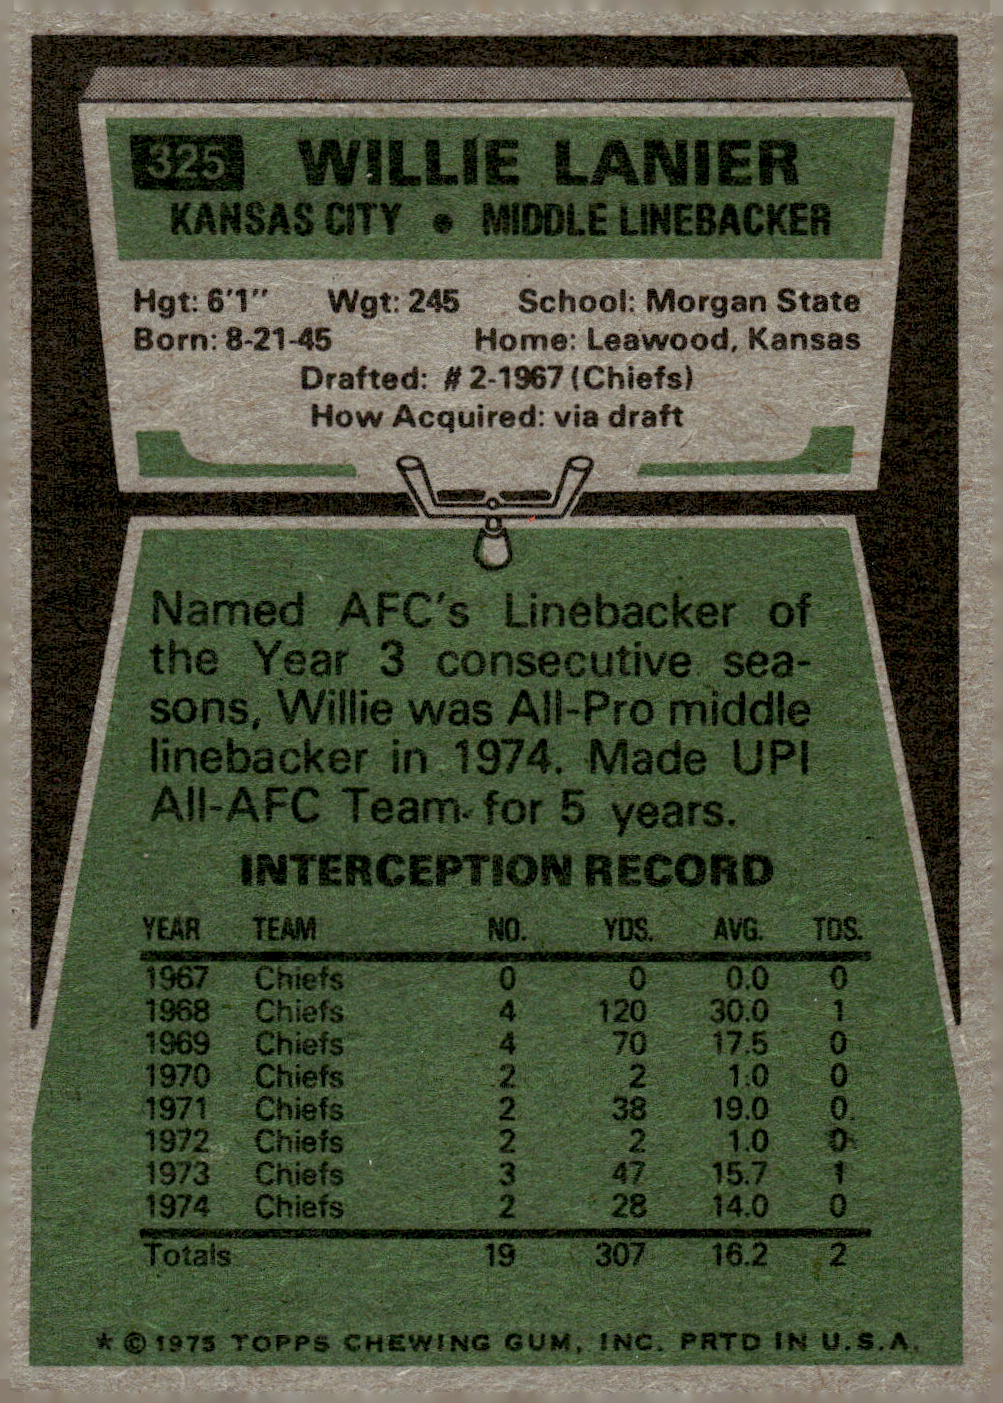 325 WILLIE LANIER
KANSAS CITY • MIDDLE LINEBACKER
Hgt: 6'1" Wgt: 245 School: Morgan State
Born: 8-21-45 Home: Leawood, Kansas
Drafted: #2-1967 (Chiefs)
How Acquired: via draft
Named AFC's Linebacker of
the Year 3 consecutive sea-
sons, Willie was All-Pro middle
linebacker in 1974. Made UPI
All-AFC Team for 5 years.
INTERCEPTION RECORD
YEAR TEAM NO. YDS. AVG. TDS.
1967 Chiefs 0 0 0.0 0
1968 Chiefs 4 120 30.0 1
1969 Chiefs 4 70 17.5 0
1970 Chiefs 2 2 1.0 0
1971 Chiefs 2 38 19.0 0
1972 Chiefs 2 2 1.0 0
1973 Chiefs 3 47 15.7 1
1974 Chiefs 2 28 14.0 0
Totals 19 307 16.2 2
* © 1975 TOPPS CHEWING GUM, INC. PRTD IN U.S.A.